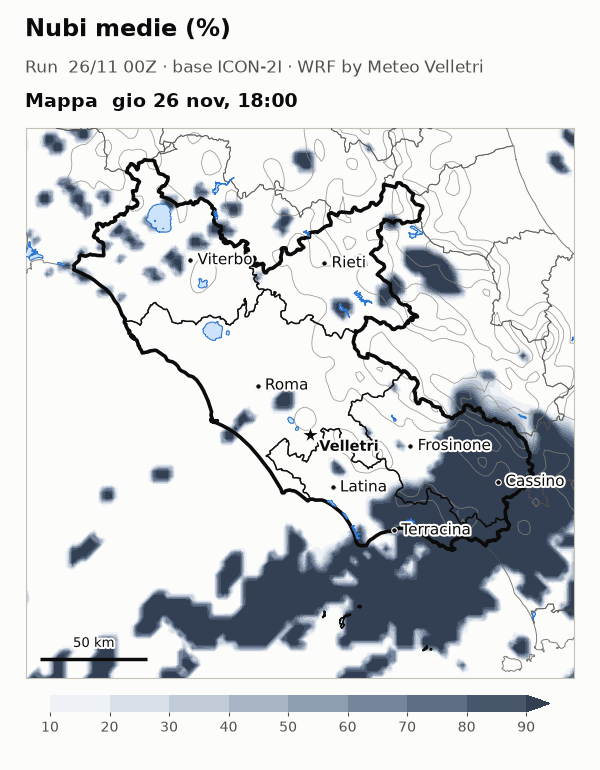 Nubi medie (%)
Run  26/11 00Z · base ICON-2I · WRF by Meteo Velletri
Mappa  gio 26 nov, 18:00
Viterbo
Rieti
Roma
Velletri
Frosinone
Cassino
Latina
Terracina
50 km
10 20 30 40 50 60 70 80 90